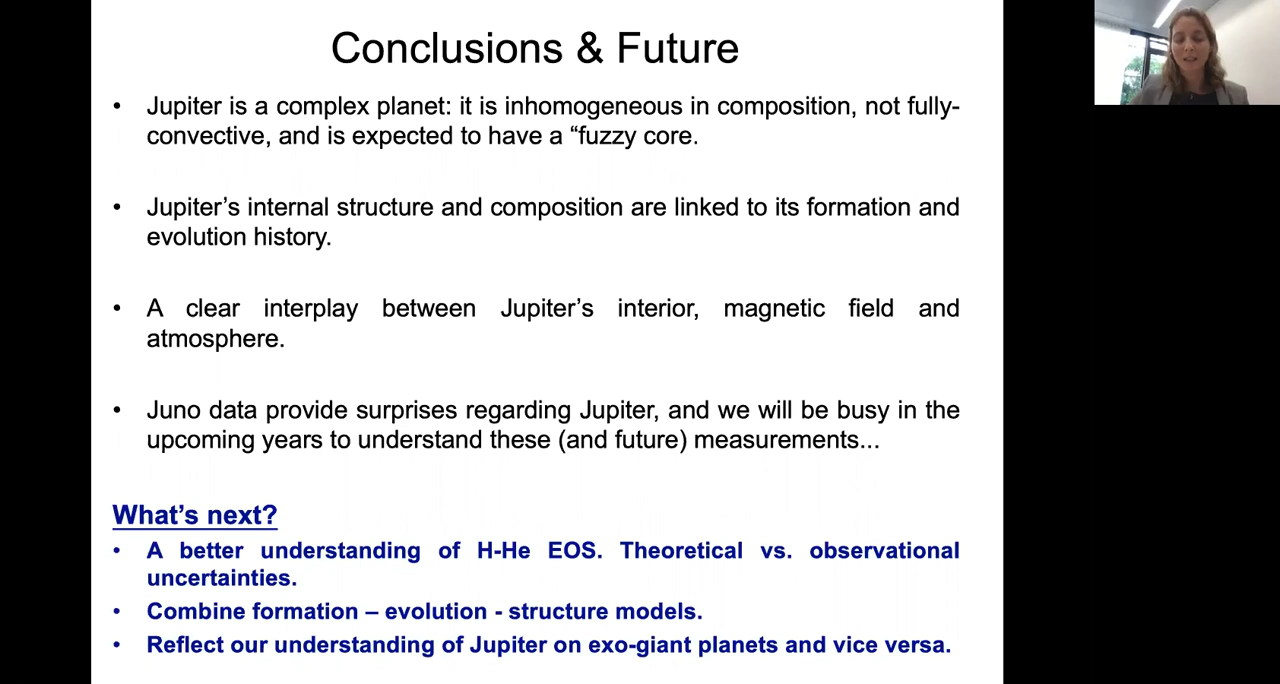 Conclusions & Future
• Jupiter is a complex planet: it is inhomogeneous in composition, not fully-
convective, and is expected to have a “fuzzy core.
• Jupiter’s internal structure and composition are linked to its formation and
evolution history.
• A clear interplay between Jupiter’s interior, magnetic field and
atmosphere.
• Juno data provide surprises regarding Jupiter, and we will be busy in the
upcoming years to understand these (and future) measurements...
What’s next?
• A better understanding of H-He EOS. Theoretical vs. observational
uncertainties.
• Combine formation – evolution - structure models.
• Reflect our understanding of Jupiter on exo-giant planets and vice versa.